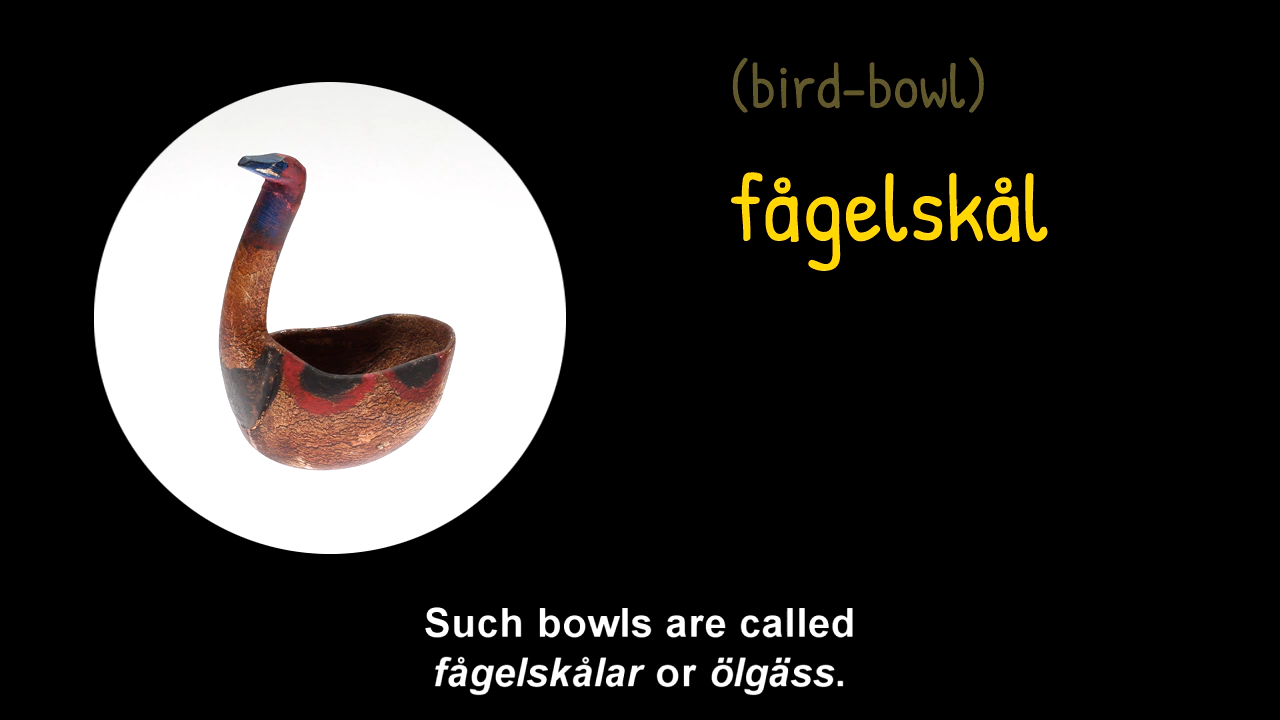 (bird-bowl)
fågelskål
Such bowls are called
fågelskålar or ölgäss.